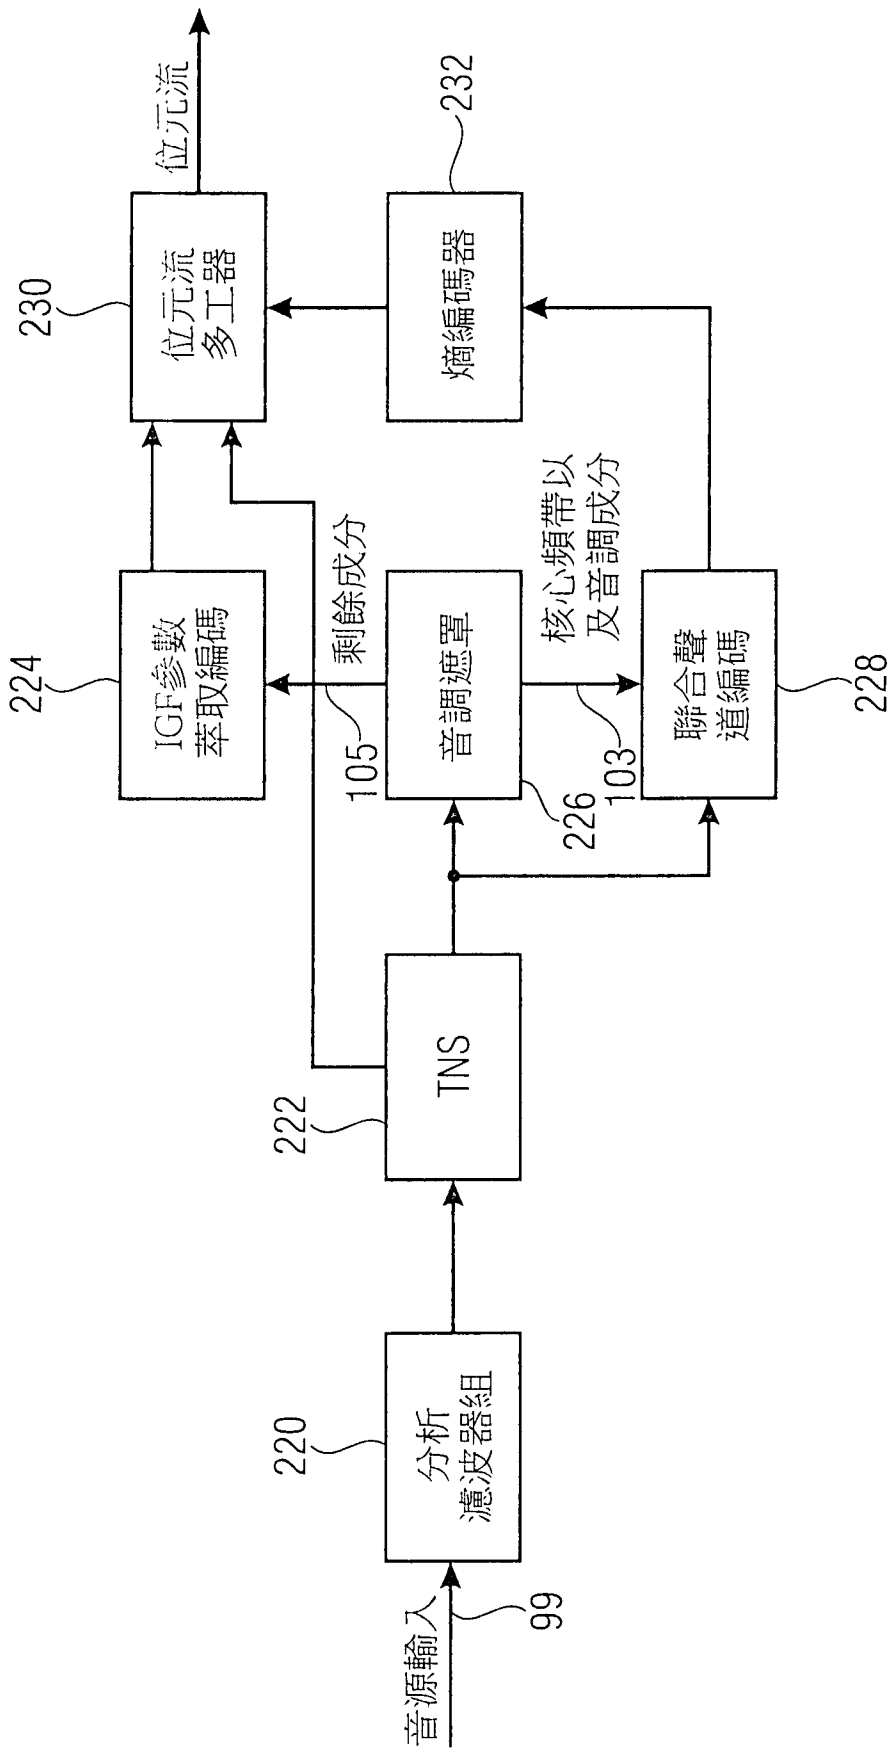 音源輸入
99
220
分析
濾波器組
222
TNS
224
IGF參數
萃取編碼
105
剩餘成分
音調遮罩
226
103
核心頻帶以
及音調成分
聯合聲
道編碼
228
230
位元流
多工器
位元流
熵編碼器
232